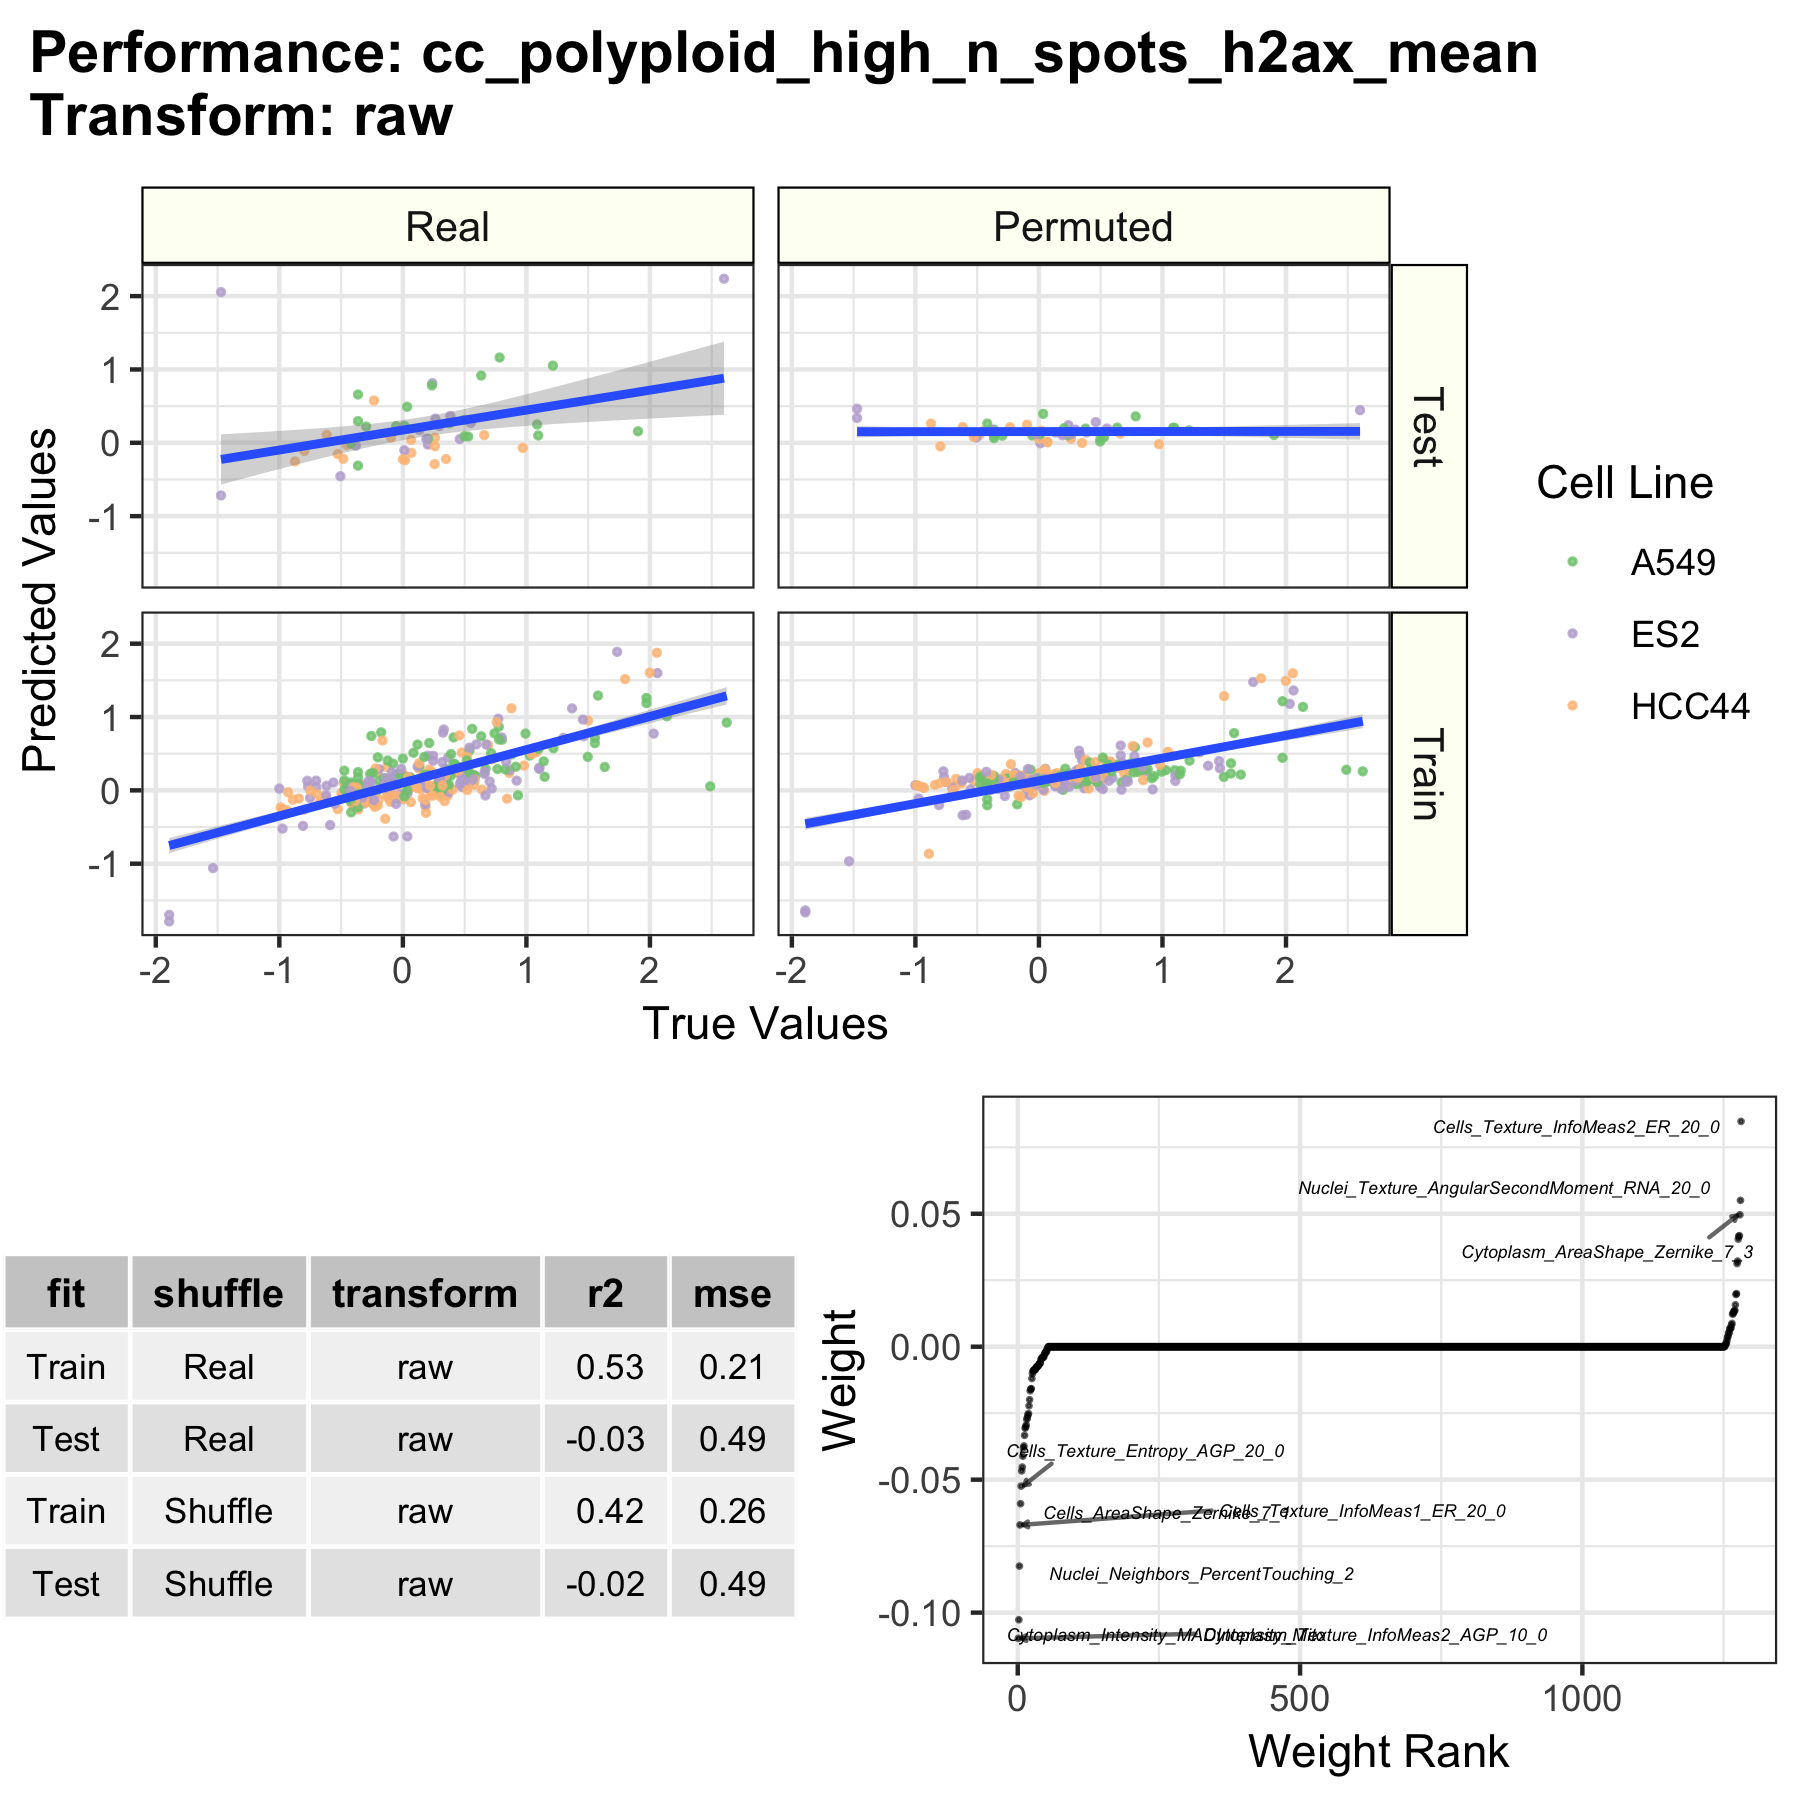 Performance: cc_polyploid_high_n_spots_h2ax_mean
Transform: raw
Real
Permuted
2
1
0
-1
Test
2
1
0
-1
Train
Predicted Values
-2
-1
0
1
2
-2
-1
0
1
2
True Values
Cell Line
A549
ES2
HCC44
fit shuffle transform r2 mse
Train Real raw 0.53 0.21
Test Real raw -0.03 0.49
Train Shuffle raw 0.42 0.26
Test Shuffle raw -0.02 0.49
Weight
0.05
0.00
-0.05
-0.10
Cells_Texture_InfoMeas2_ER_20_0
Nuclei_Texture_AngularSecondMoment_RNA_20_0
Cytoplasm_AreaShape_Zernike_7_3
Cells_Texture_Entropy_AGP_20_0
Cells_Texture_InfoMeas1_ER_20_0
Nuclei_Neighbors_PercentTouching_2
Cytoplasm_Intensity_MADIntensity_Mito
Cytoplasm_Texture_InfoMeas2_AGP_10_0
0
500
1000
Weight Rank